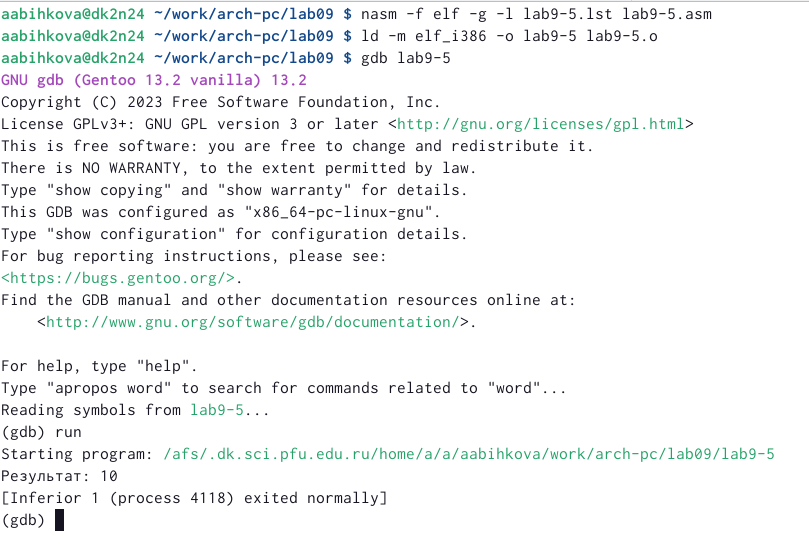 aabihkova@dk2n24 ~/work/arch-pc/lab09 $ nasm -f elf -g -l lab9-5.lst lab9-5.asm
aabihkova@dk2n24 ~/work/arch-pc/lab09 $ ld -m elf_i386 -o lab9-5 lab9-5.o
aabihkova@dk2n24 ~/work/arch-pc/lab09 $ gdb lab9-5
GNU gdb (Gentoo 13.2 vanilla) 13.2
Copyright (C) 2023 Free Software Foundation, Inc.
License GPLv3+: GNU GPL version 3 or later <http://gnu.org/licenses/gpl.html>
This is free software: you are free to change and redistribute it.
There is NO WARRANTY, to the extent permitted by law.
Type "show copying" and "show warranty" for details.
This GDB was configured as "x86_64-pc-linux-gnu".
Type "show configuration" for configuration details.
For bug reporting instructions, please see:
<https://bugs.gentoo.org/>.
Find the GDB manual and other documentation resources online at:
    <http://www.gnu.org/software/gdb/documentation/>.

For help, type "help".
Type "apropos word" to search for commands related to "word"...
Reading symbols from lab9-5...
(gdb) run
Starting program: /afs/.dk.sci.pfu.edu.ru/home/a/a/aabihkova/work/arch-pc/lab09/lab9-5
Результат: 10
[Inferior 1 (process 4118) exited normally]
(gdb)